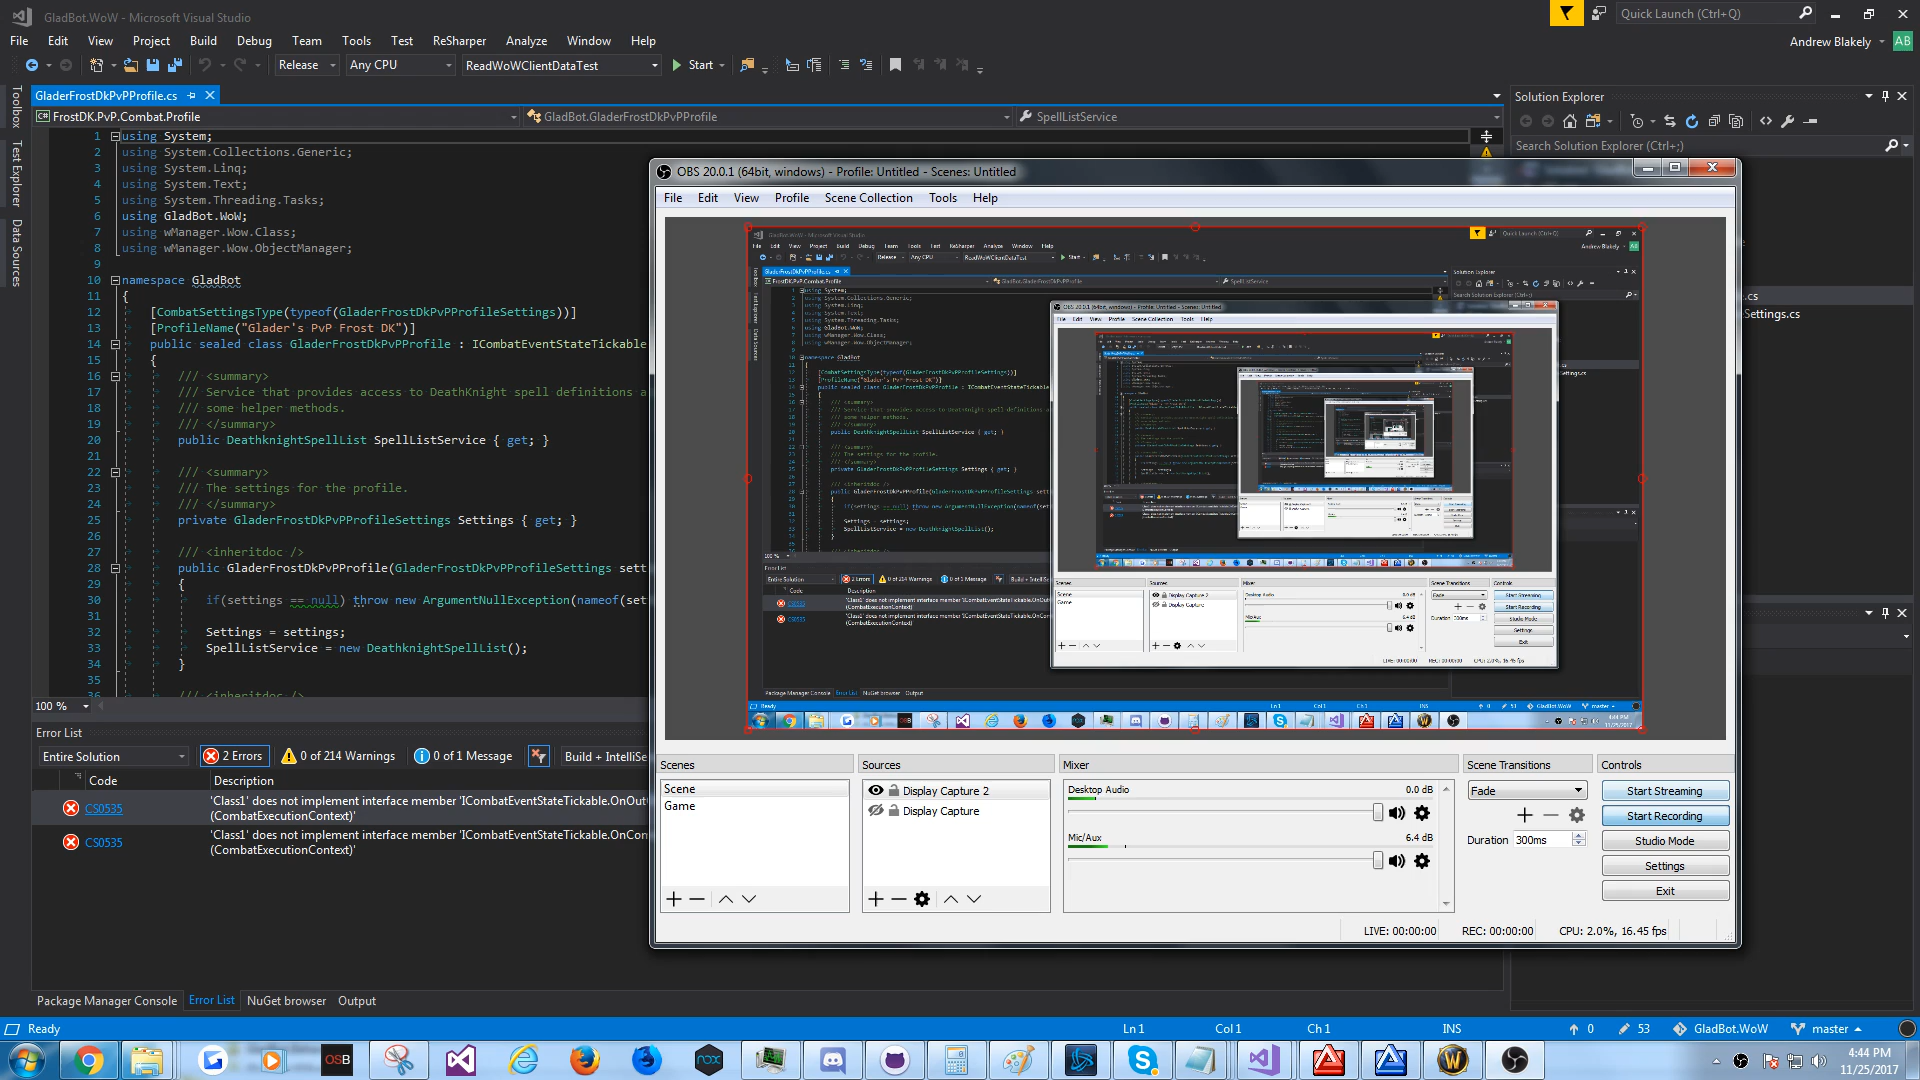 GladBot.WoW - Microsoft Visual Studio
Quick Launch (Ctrl+Q)
File Edit View Project Build Debug Team Tools Test ReSharper Analyze Window Help
Andrew Blakely AB
Release Any CPU ReadWoWClientDataTest Start
Toolbox
Test Explorer
Data Sources
GladerFrostDkPvPProfile.cs
FrostDK.PvP.Combat.Profile GladBot.GladerFrostDkPvPProfile SpellListService
1 using System;
2 using System.Collections.Generic;
3 using System.Linq;
4 using System.Text;
5 using System.Threading.Tasks;
6 using GladBot.WoW;
7 using wManager.Wow.Class;
8 using wManager.Wow.ObjectManager;
9
10 namespace GladBot
11 {
12 [CombatSettingsType(typeof(GladerFrostDkPvPProfileSettings))]
13 [ProfileName("Glader's PvP Frost DK")]
14 public sealed class GladerFrostDkPvPProfile : ICombatEventStateTickable
15 {
16 /// <summary>
17 /// Service that provides access to DeathKnight spell definitions a
18 /// some helper methods.
19 /// </summary>
20 public DeathknightSpellList SpellListService { get; }
21
22 /// <summary>
23 /// The settings for the profile.
24 /// </summary>
25 private GladerFrostDkPvPProfileSettings Settings { get; }
26
27 /// <inheritdoc />
28 public GladerFrostDkPvPProfile(GladerFrostDkPvPProfileSettings sett
29 {
30 if(settings == null) throw new ArgumentNullException(nameof(set
31
32 Settings = settings;
33 SpellListService = new DeathknightSpellList();
34 }
35
36 /// <inheritdoc />
100 %
Solution Explorer
Search Solution Explorer (Ctrl+;)
.cs
Settings.cs
Error List
Entire Solution 2 Errors 0 of 214 Warnings 0 of 1 Message Build + IntelliSe
Code Description
CS0535 'Class1' does not implement interface member 'ICombatEventStateTickable.OnOut
(CombatExecutionContext)'
CS0535 'Class1' does not implement interface member 'ICombatEventStateTickable.OnCon
(CombatExecutionContext)'
Package Manager Console Error List NuGet browser Output
OBS 20.0.1 (64bit, windows) - Profile: Untitled - Scenes: Untitled
File Edit View Profile Scene Collection Tools Help
Scenes
Scene
Game
Sources
Display Capture 2
Display Capture
Mixer
Desktop Audio 0.0 dB
Mic/Aux 6.4 dB
Scene Transitions
Fade
Duration 300ms
Controls
Start Streaming
Start Recording
Studio Mode
Settings
Exit
LIVE: 00:00:00 REC: 00:00:00 CPU: 2.0%, 16.45 fps
Ready Ln 1 Col 1 Ch 1 INS 0 53 GladBot.WoW master
OSB
nox
4:44 PM
11/25/2017